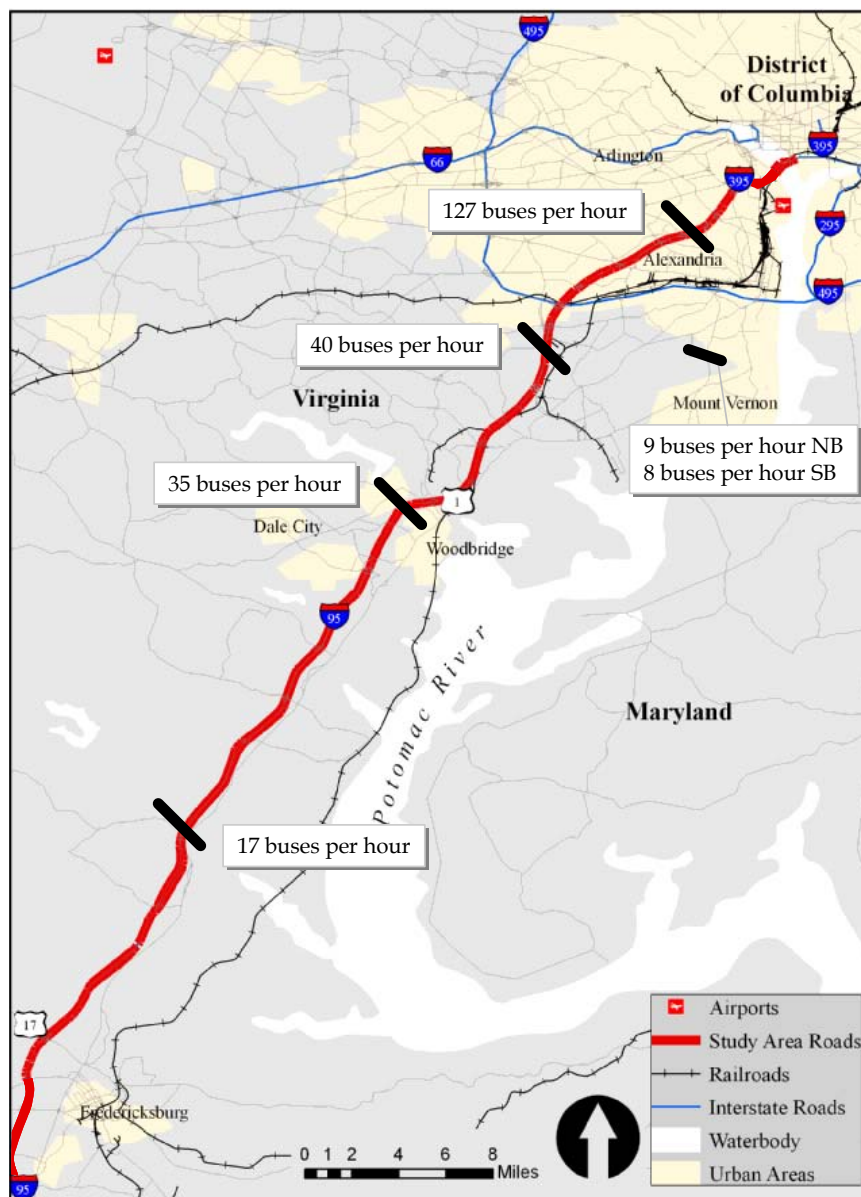 495
District
of Columbia
395
66
Arlington
395
127 buses per hour
295
Alexandria
495
40 buses per hour
Virginia
Mount Vernon
9 buses per hour NB
8 buses per hour SB
35 buses per hour
1
Dale City
Woodbridge
95
Potomac River
Maryland
17 buses per hour
17
Airports
Study Area Roads
Railroads
Fredericksburg
Interstate Roads
0 1 2 4 6 8
Miles
Waterbody
Urban Areas
95